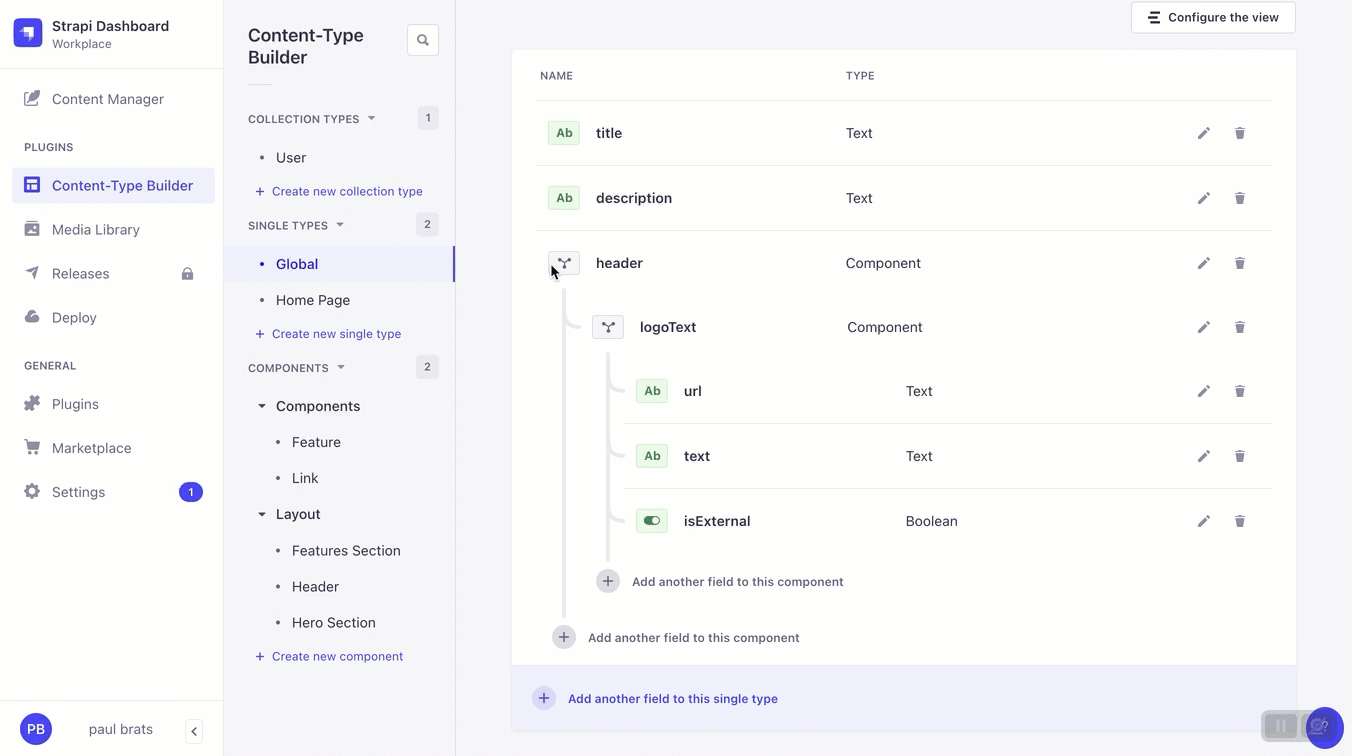 Strapi Dashboard
Workplace
Content Manager
PLUGINS
Content-Type Builder
Media Library
Releases
Deploy
GENERAL
Plugins
Marketplace
Settings
1
PB
paul brats
Content-Type
Builder
COLLECTION TYPES
1
User
+ Create new collection type
SINGLE TYPES
2
Global
Home Page
+ Create new single type
COMPONENTS
2
Components
Feature
Link
Layout
Features Section
Header
Hero Section
+ Create new component
Configure the view
NAME TYPE
Ab title Text
Ab description Text
header Component
logoText Component
Ab url Text
Ab text Text
isExternal Boolean
+ Add another field to this component
+ Add another field to this component
+ Add another field to this single type
?